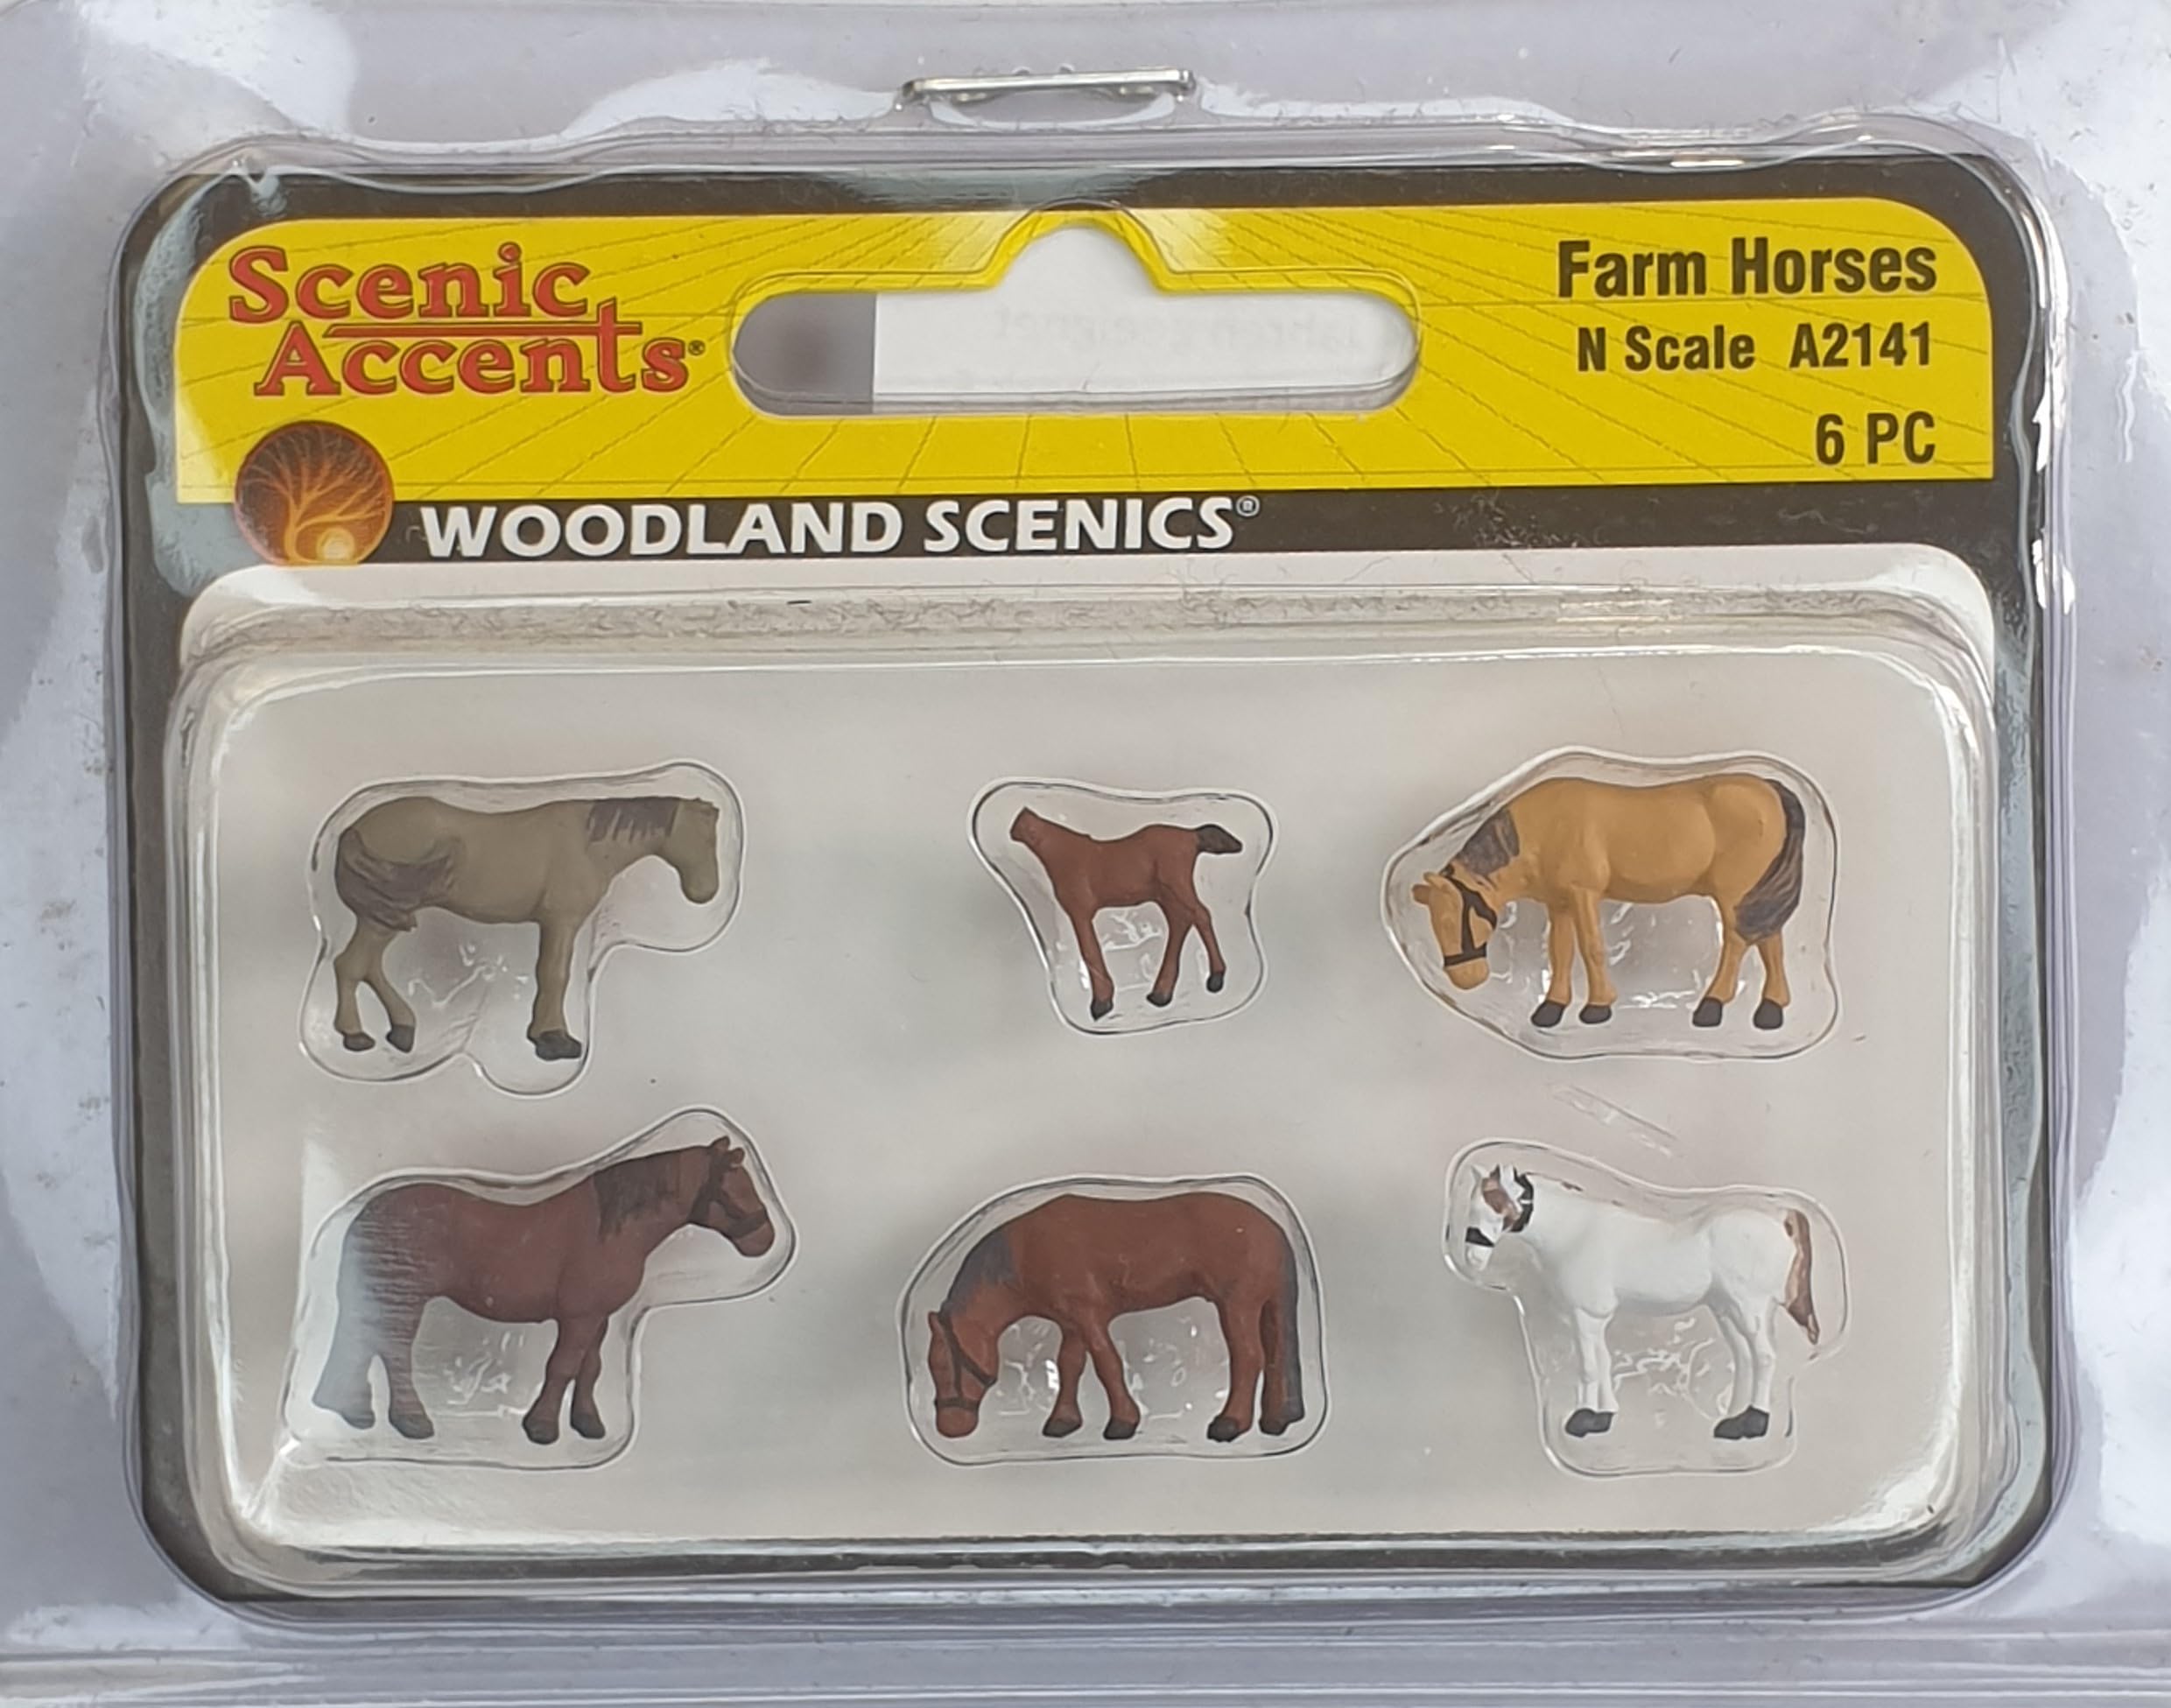 Scenic
Accents®
Farm Horses
N Scale A2141
6 PC
WOODLAND SCENICS®